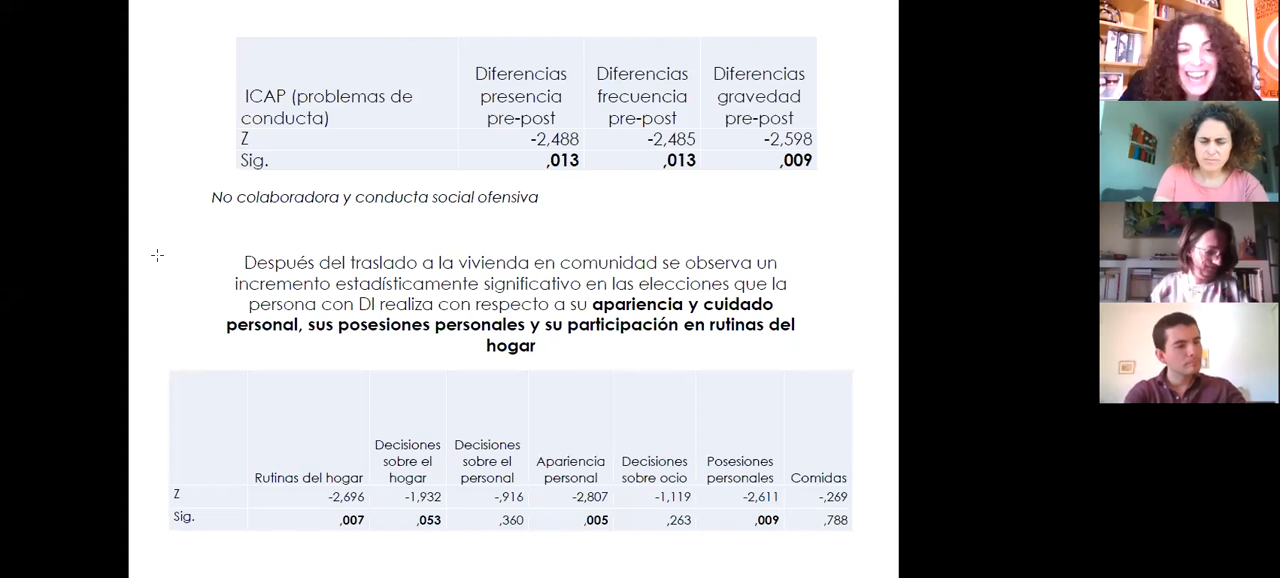 ICAP (problemas de conducta) Diferencias presencia pre-post Diferencias frecuencia pre-post Diferencias gravedad pre-post
Z -2,488 -2,485 -2,598
Sig. ,013 ,013 ,009
No colaboradora y conducta social ofensiva
Después del traslado a la vivienda en comunidad se observa un
incremento estadísticamente significativo en las elecciones que la
persona con DI realiza con respecto a su apariencia y cuidado
personal, sus posesiones personales y su participación en rutinas del
hogar
Rutinas del hogar Decisiones sobre el hogar Decisiones sobre el personal Apariencia personal Decisiones sobre ocio Posesiones personales Comidas
Z -2,696 -1,932 -,916 -2,807 -1,119 -2,611 -,269
Sig. ,007 ,053 ,360 ,005 ,263 ,009 ,788